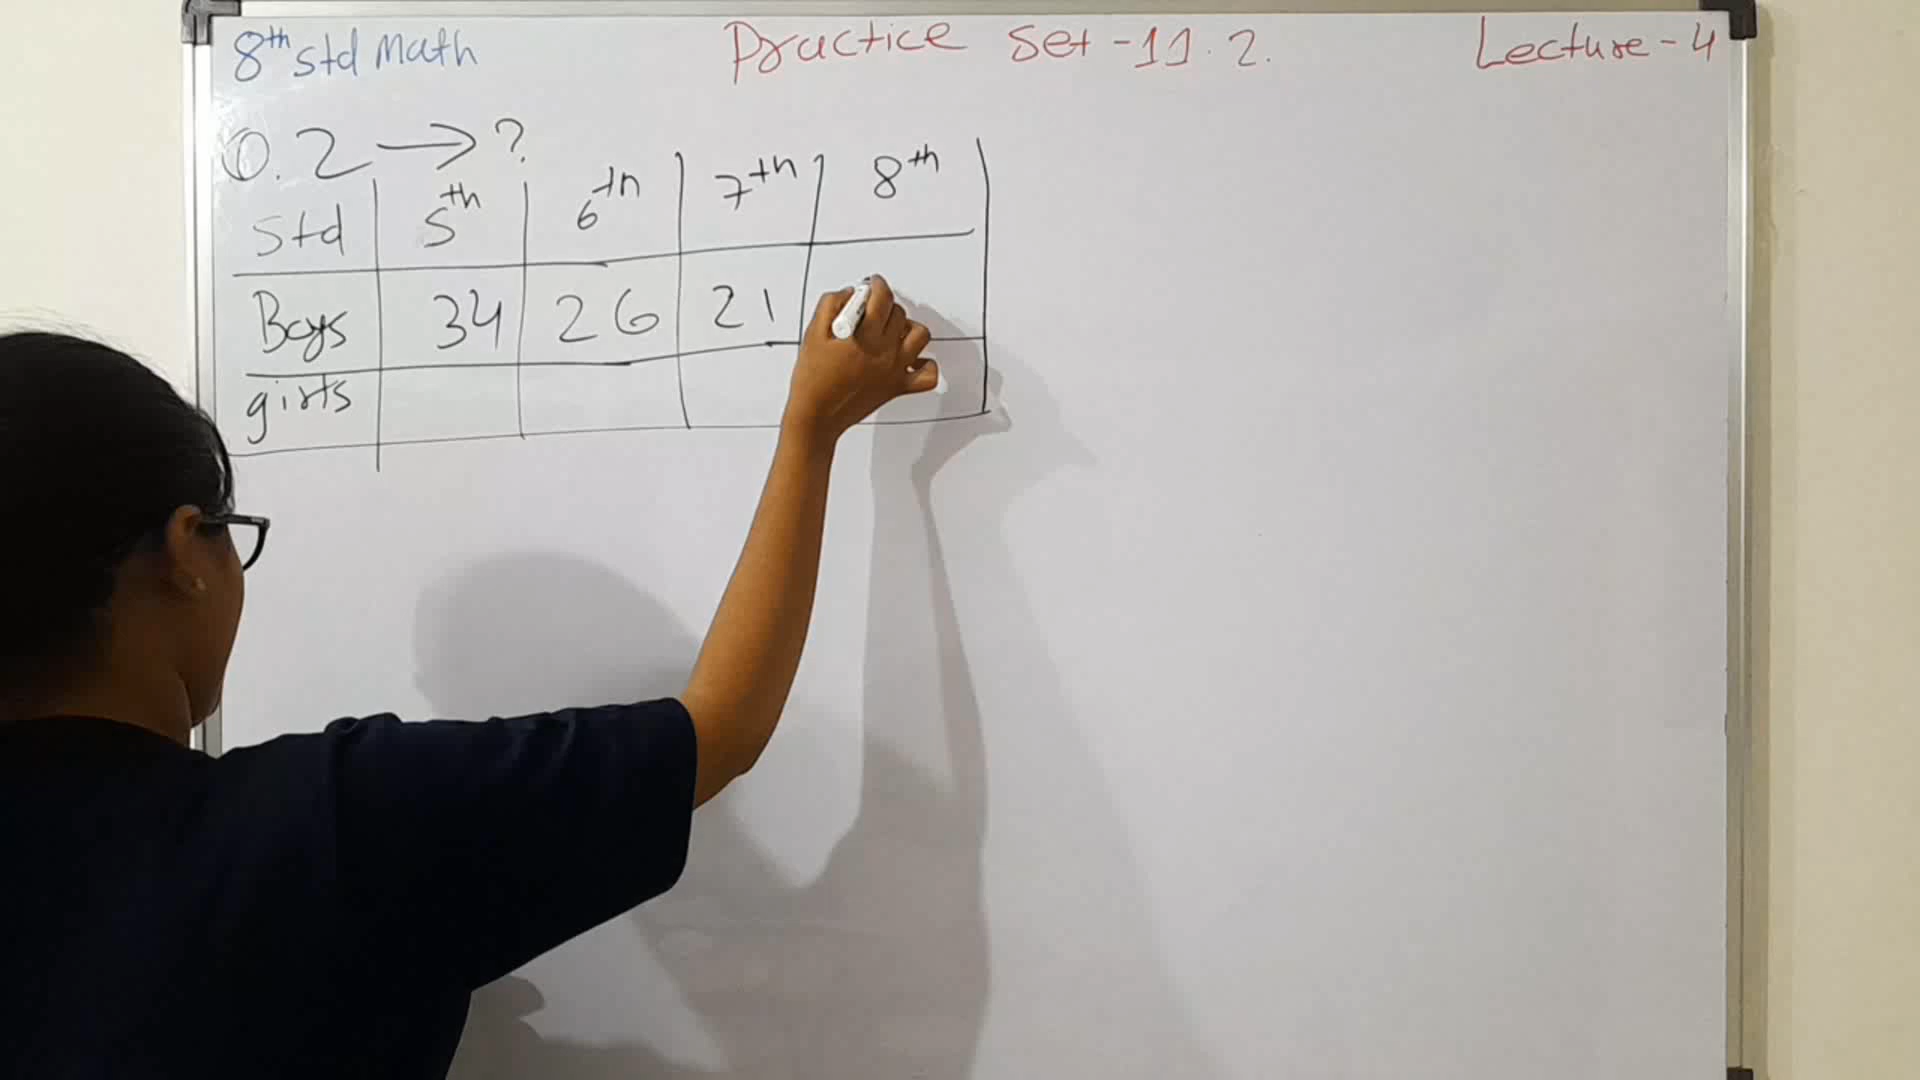 8th std Math Practice Set - 11.2. Lecture - 4
Q. 2 → ?
Std 5th 6th 7th 8th
Boys 34 26 21
girls